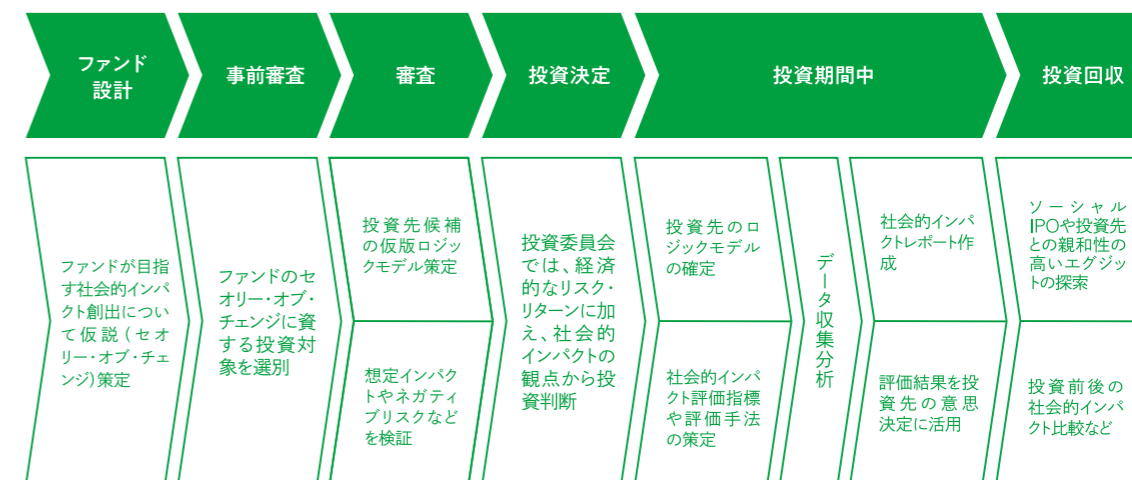 ファンド
設計
事前審査
審査
投資決定
投資期間中
投資回収
ファンドが目指
す社会的インパ
クト創出につい
て仮説(セオ
リー・オブ・チェ
ンジ)策定
ファンドのセ
オリー・オブ・
チェンジに資
する投資対
象を選別
投資先候補
の仮版ロジッ
クモデル策定
想定インパク
トやネガティ
ブリスクなど
を検証
投資委員会
では、経済
的なリスク・
リターンに加
え、社会的
インパクトの
観点から投
資判断
投資先のロ
ジックモデル
の確定
社会的インパ
クト評価指標
や評価手法
の策定
データ収集分析
社会的インパ
クトレポート作
成
評価結果を投
資先の意思
決定に活用
ソーシャル
IPOや投資先
との親和性の
高いエグジッ
トの探索
投資前後の
社会的インパ
クト比較など